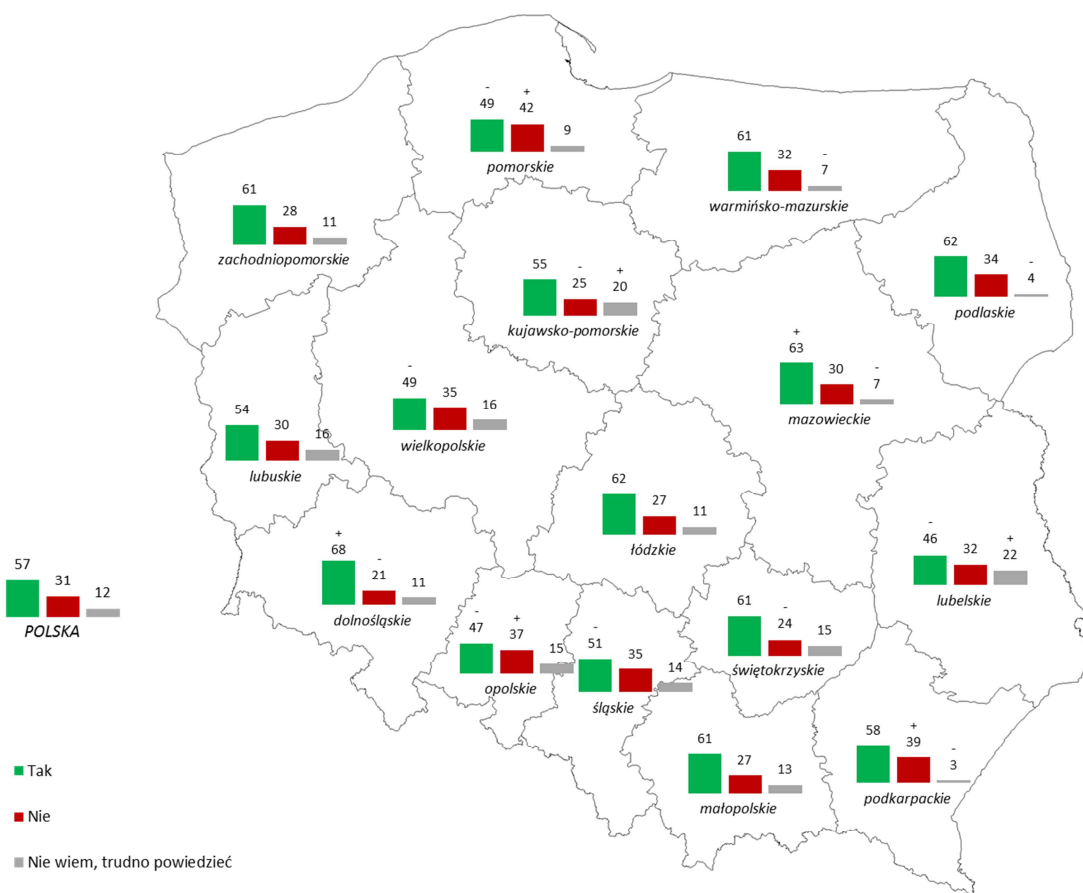 - +
49 42 9
pomorskie
61 32 - 7
warmińsko-mazurskie
61 28 11
zachodniopomorskie
55 - 25 + 20
kujawsko-pomorskie
62 34 - 4
podlaskie
+ 63 30 - 7
mazowieckie
- 49 35 16
wielkopolskie
54 30 16
lubuskie
62 27 11
łódzkie
- 46 32 + 22
lubelskie
+ 68 - 21 11
dolnośląskie
57 31 12
POLSKA
- 47 + 37 15
opolskie
- 51 35 14
śląskie
61 - 24 15
świętokrzyskie
61 27 13
małopolskie
58 + 39 - 3
podkarpackie
Tak
Nie
Nie wiem, trudno powiedzieć